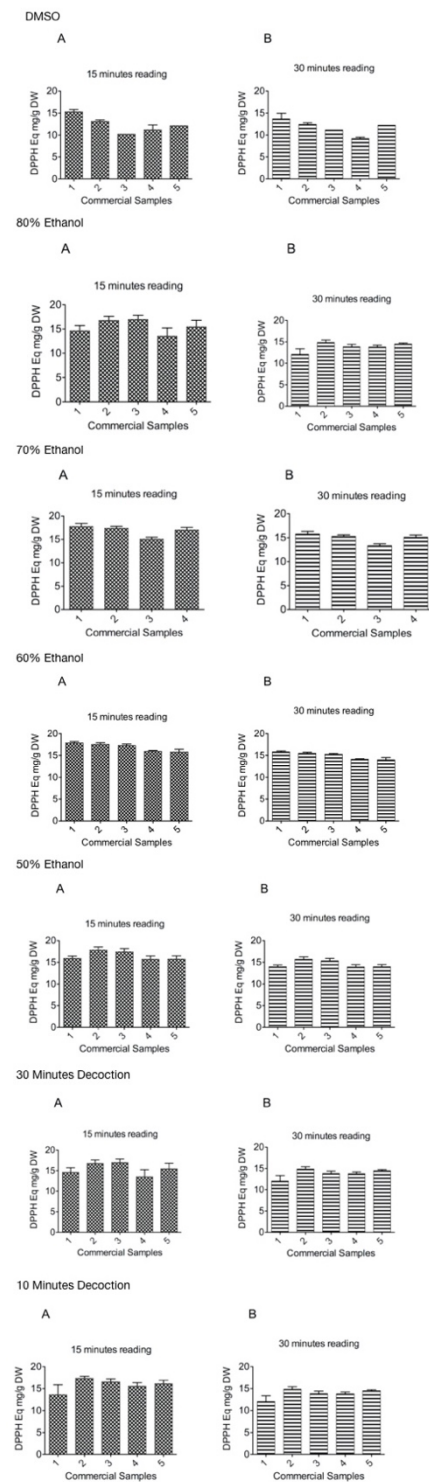 DMSO
A B
15 minutes reading 30 minutes reading
DPPH Eq mg/g DW
20
15
10
5
0
1 2 3 4 5
Commercial Samples
DPPH Eq mg/g DW
20
15
10
5
0
1 2 3 4 5
Commercial Samples
80% Ethanol
A B
15 minutes reading 30 minutes reading
DPPH Eq mg/g DW
20
15
10
5
0
1 2 3 4 5
Commercial Samples
DPPH Eq mg/g DW
20
15
10
5
0
1 2 3 4 5
Commercial Samples
70% Ethanol
A B
15 minutes reading 30 minutes reading
DPPH Eq mg/g DW
20
15
10
5
0
1 2 3 4
Commercial Samples
DPPH Eq mg/g DW
20
15
10
5
0
1 2 3 4
Commercial Samples
60% Ethanol
A B
15 minutes reading 30 minutes reading
DPPH Eq mg/g DW
20
15
10
5
0
1 2 3 4 5
Commercial Samples
DPPH Eq mg/g DW
20
15
10
5
0
1 2 3 4 5
Commercial Samples
50% Ethanol
A B
15 minutes reading 30 minutes reading
DPPH Eq mg/g DW
20
15
10
5
0
1 2 3 4 5
Commercial Samples
DPPH Eq mg/g DW
20
15
10
5
0
1 2 3 4 5
Commercial Samples
30 Minutes Decoction
A B
15 minutes reading 30 minutes reading
DPPH Eq mg/g DW
20
15
10
5
0
1 2 3 4 5
Commercial Samples
DPPH Eq mg/g DW
20
15
10
5
0
1 2 3 4 5
Commercial Samples
10 Minutes Decoction
A B
15 minutes reading 30 minutes reading
DPPH Eq mg/g DW
20
15
10
5
0
1 2 3 4 5
Commercial Samples
DPPH Eq mg/g DW
20
15
10
5
0
1 2 3 4 5
Commercial Samples